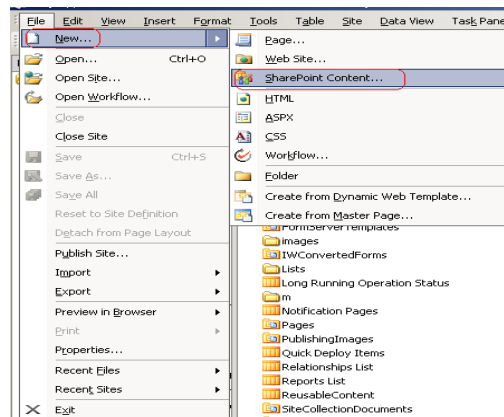 File Edit View Insert Format Tools Table Site Data View Task Pane
New...
Open... Ctrl+O
Open Site...
Open Workflow...
Close
Close Site
Save Ctrl+S
Save As...
Save All
Reset to Site Definition
Detach from Page Layout
Publish Site...
Import
Export
Preview in Browser
Print
Properties...
Recent Files
Recent Sites
Exit
Page...
Web Site...
SharePoint Content...
HTML
ASPX
CSS
Workflow...
Folder
Create from Dynamic Web Template...
Create from Master Page...
FormServerTemplates
images
IWConvertedForms
Lists
Long Running Operation Status
m
Notification Pages
Pages
PublishingImages
Quick Deploy Items
Relationships List
Reports List
ReusableContent
SiteCollectionDocuments